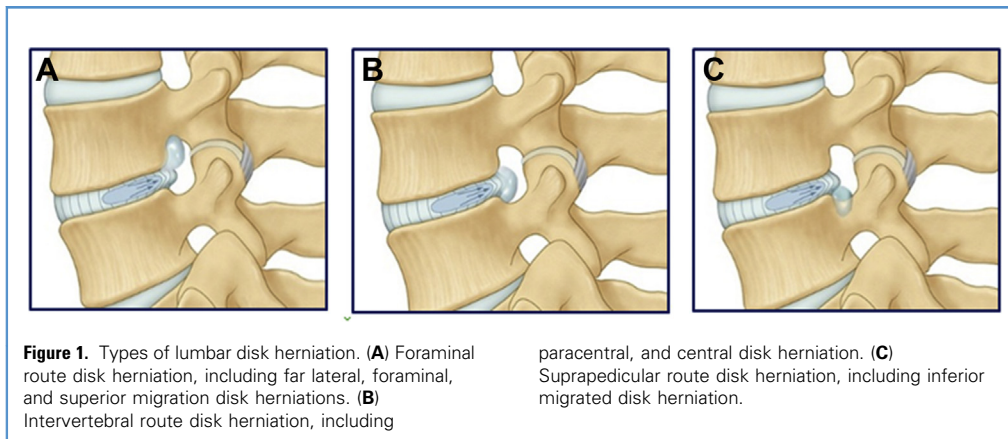 A
B
C
Figure 1. Types of lumbar disk herniation. (A) Foraminal
route disk herniation, including far lateral, foraminal,
and superior migration disk herniations. (B)
Intervertebral route disk herniation, including
paracentral, and central disk herniation. (C)
Suprapedicular route disk herniation, including inferior
migrated disk herniation.